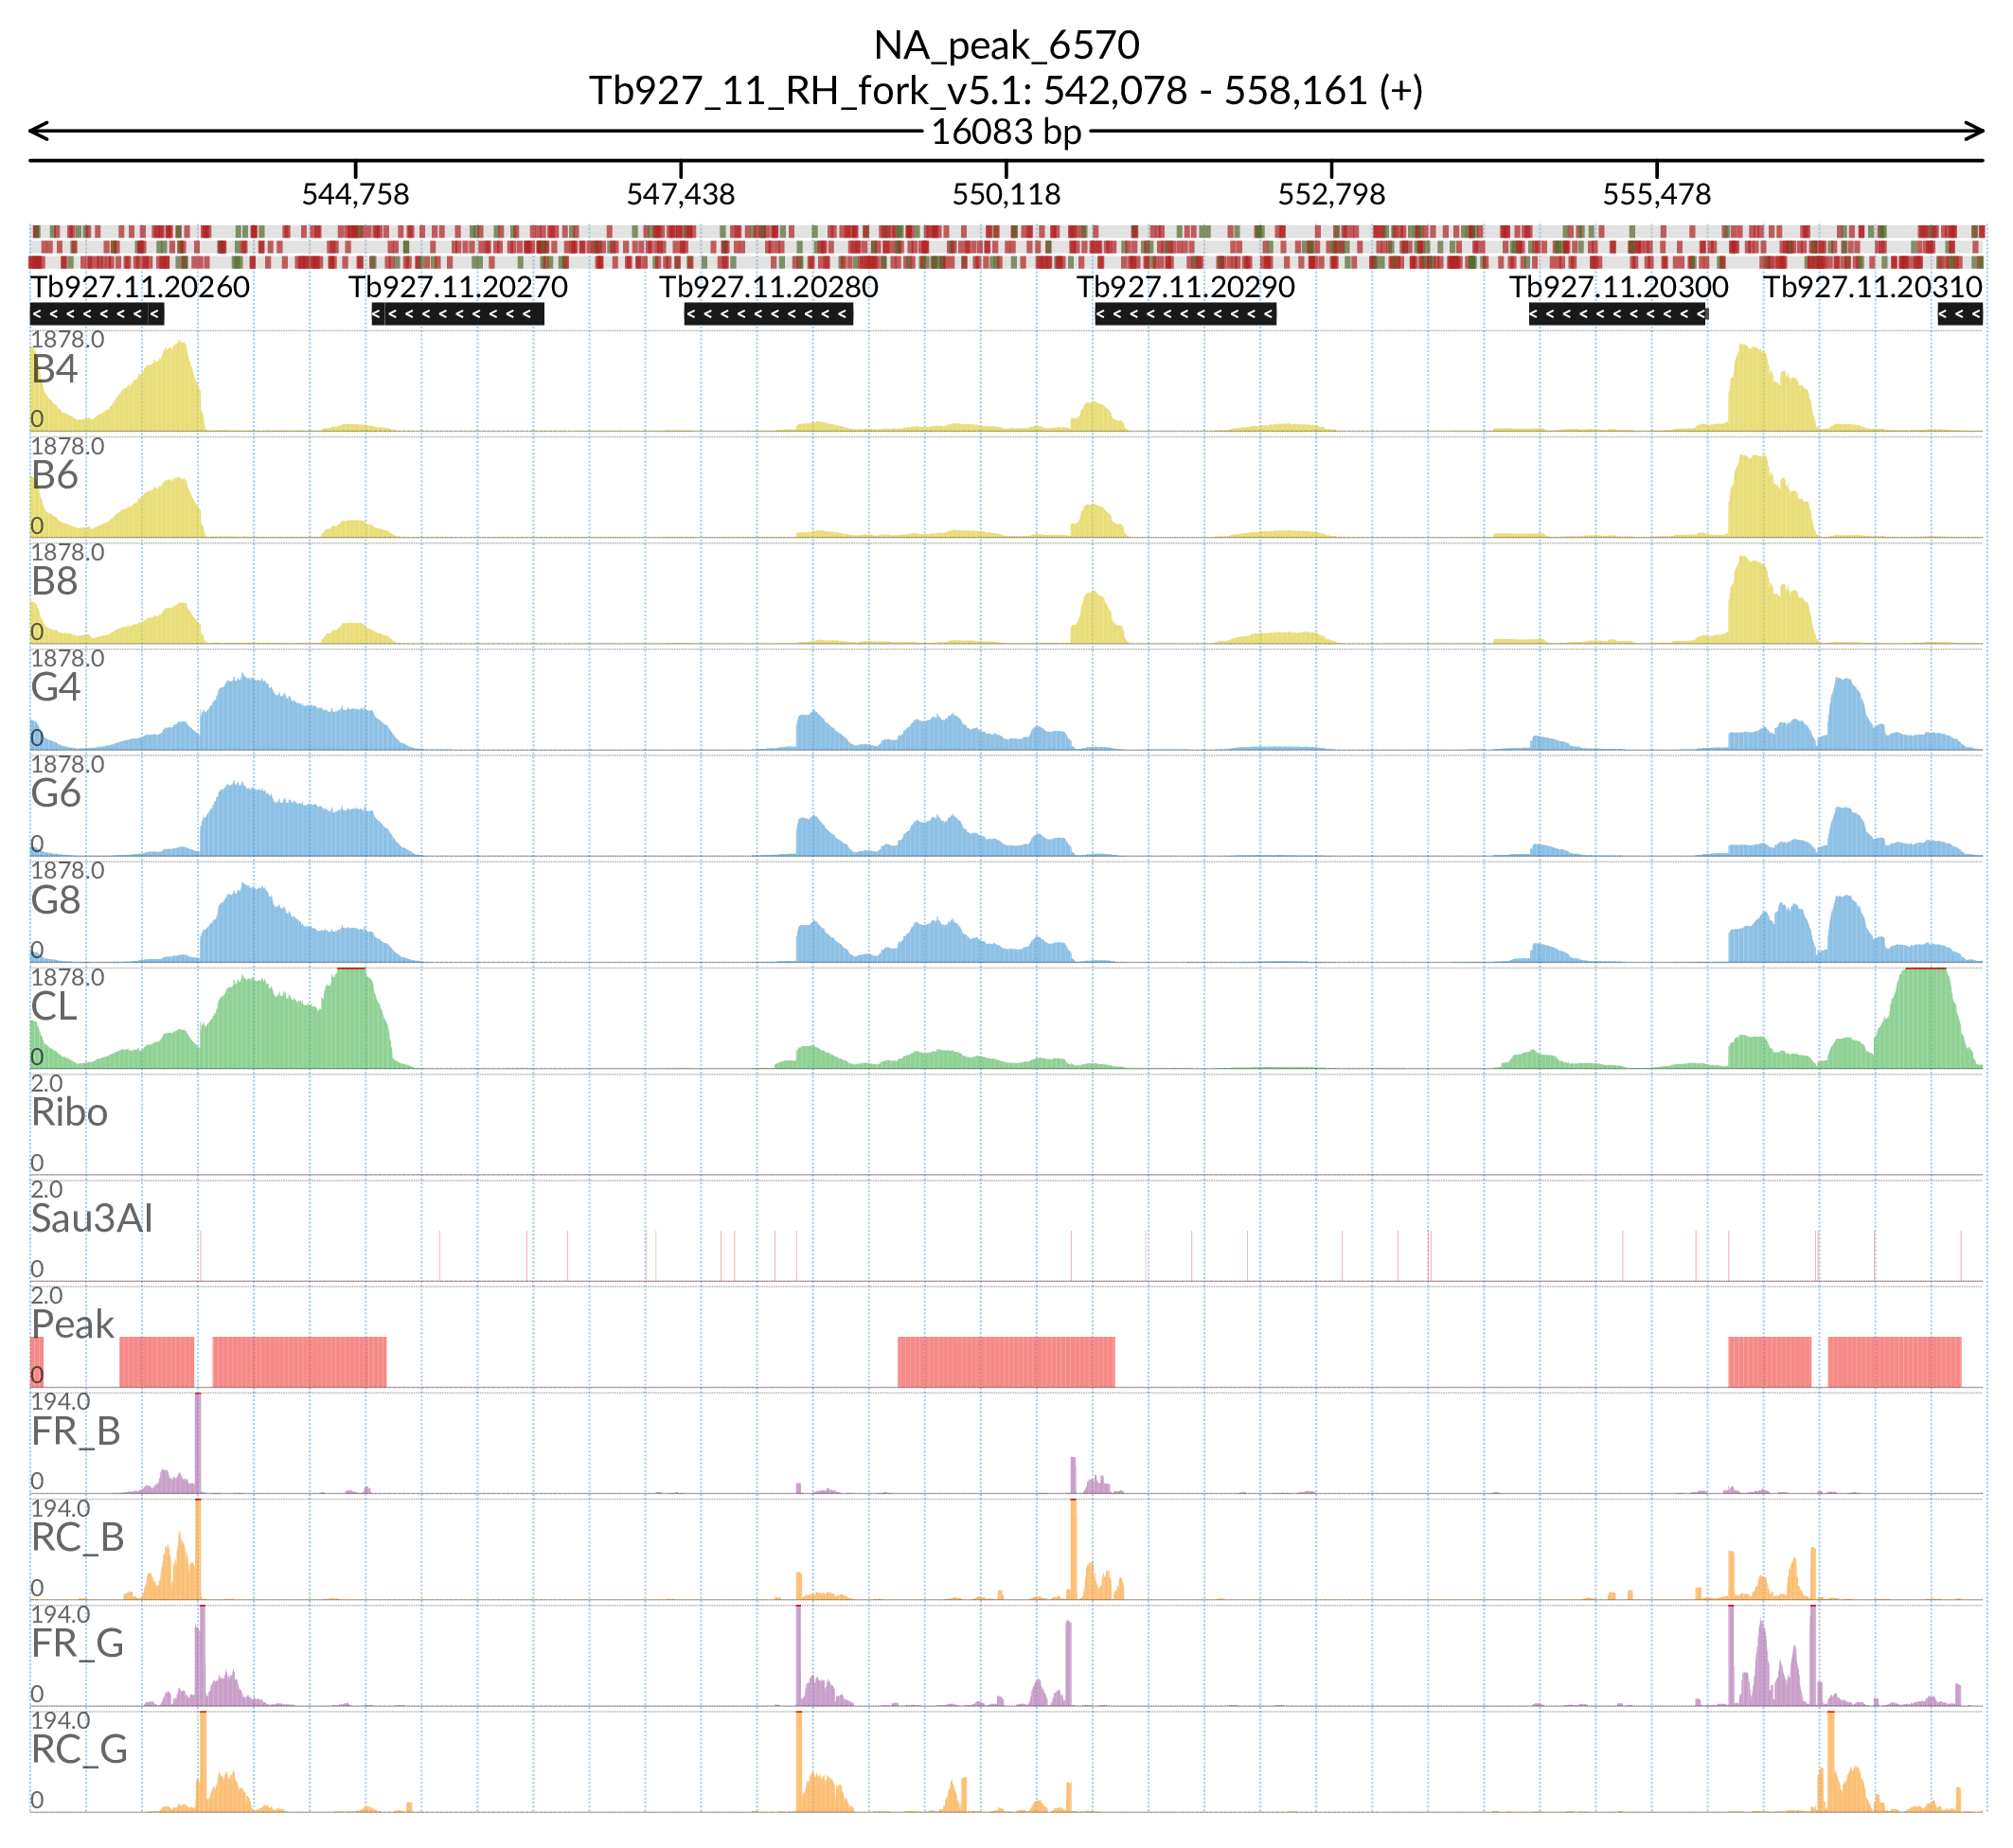 NA_peak_6570
Tb927_11_RH_fork_v5.1: 542,078 - 558,161 (+)
16083 bp
544,758 547,438 550,118 552,798 555,478
Tb927.11.20260 Tb927.11.20270 Tb927.11.20280 Tb927.11.20290 Tb927.11.20300 Tb927.11.20310
1878.0
B4
0
1878.0
B6
0
1878.0
B8
0
1878.0
G4
0
1878.0
G6
0
1878.0
G8
0
1878.0
CL
0
2.0
Ribo
0
2.0
Sau3AI
0
2.0
Peak
0
194.0
FR_B
0
194.0
RC_B
0
194.0
FR_G
0
194.0
RC_G
0